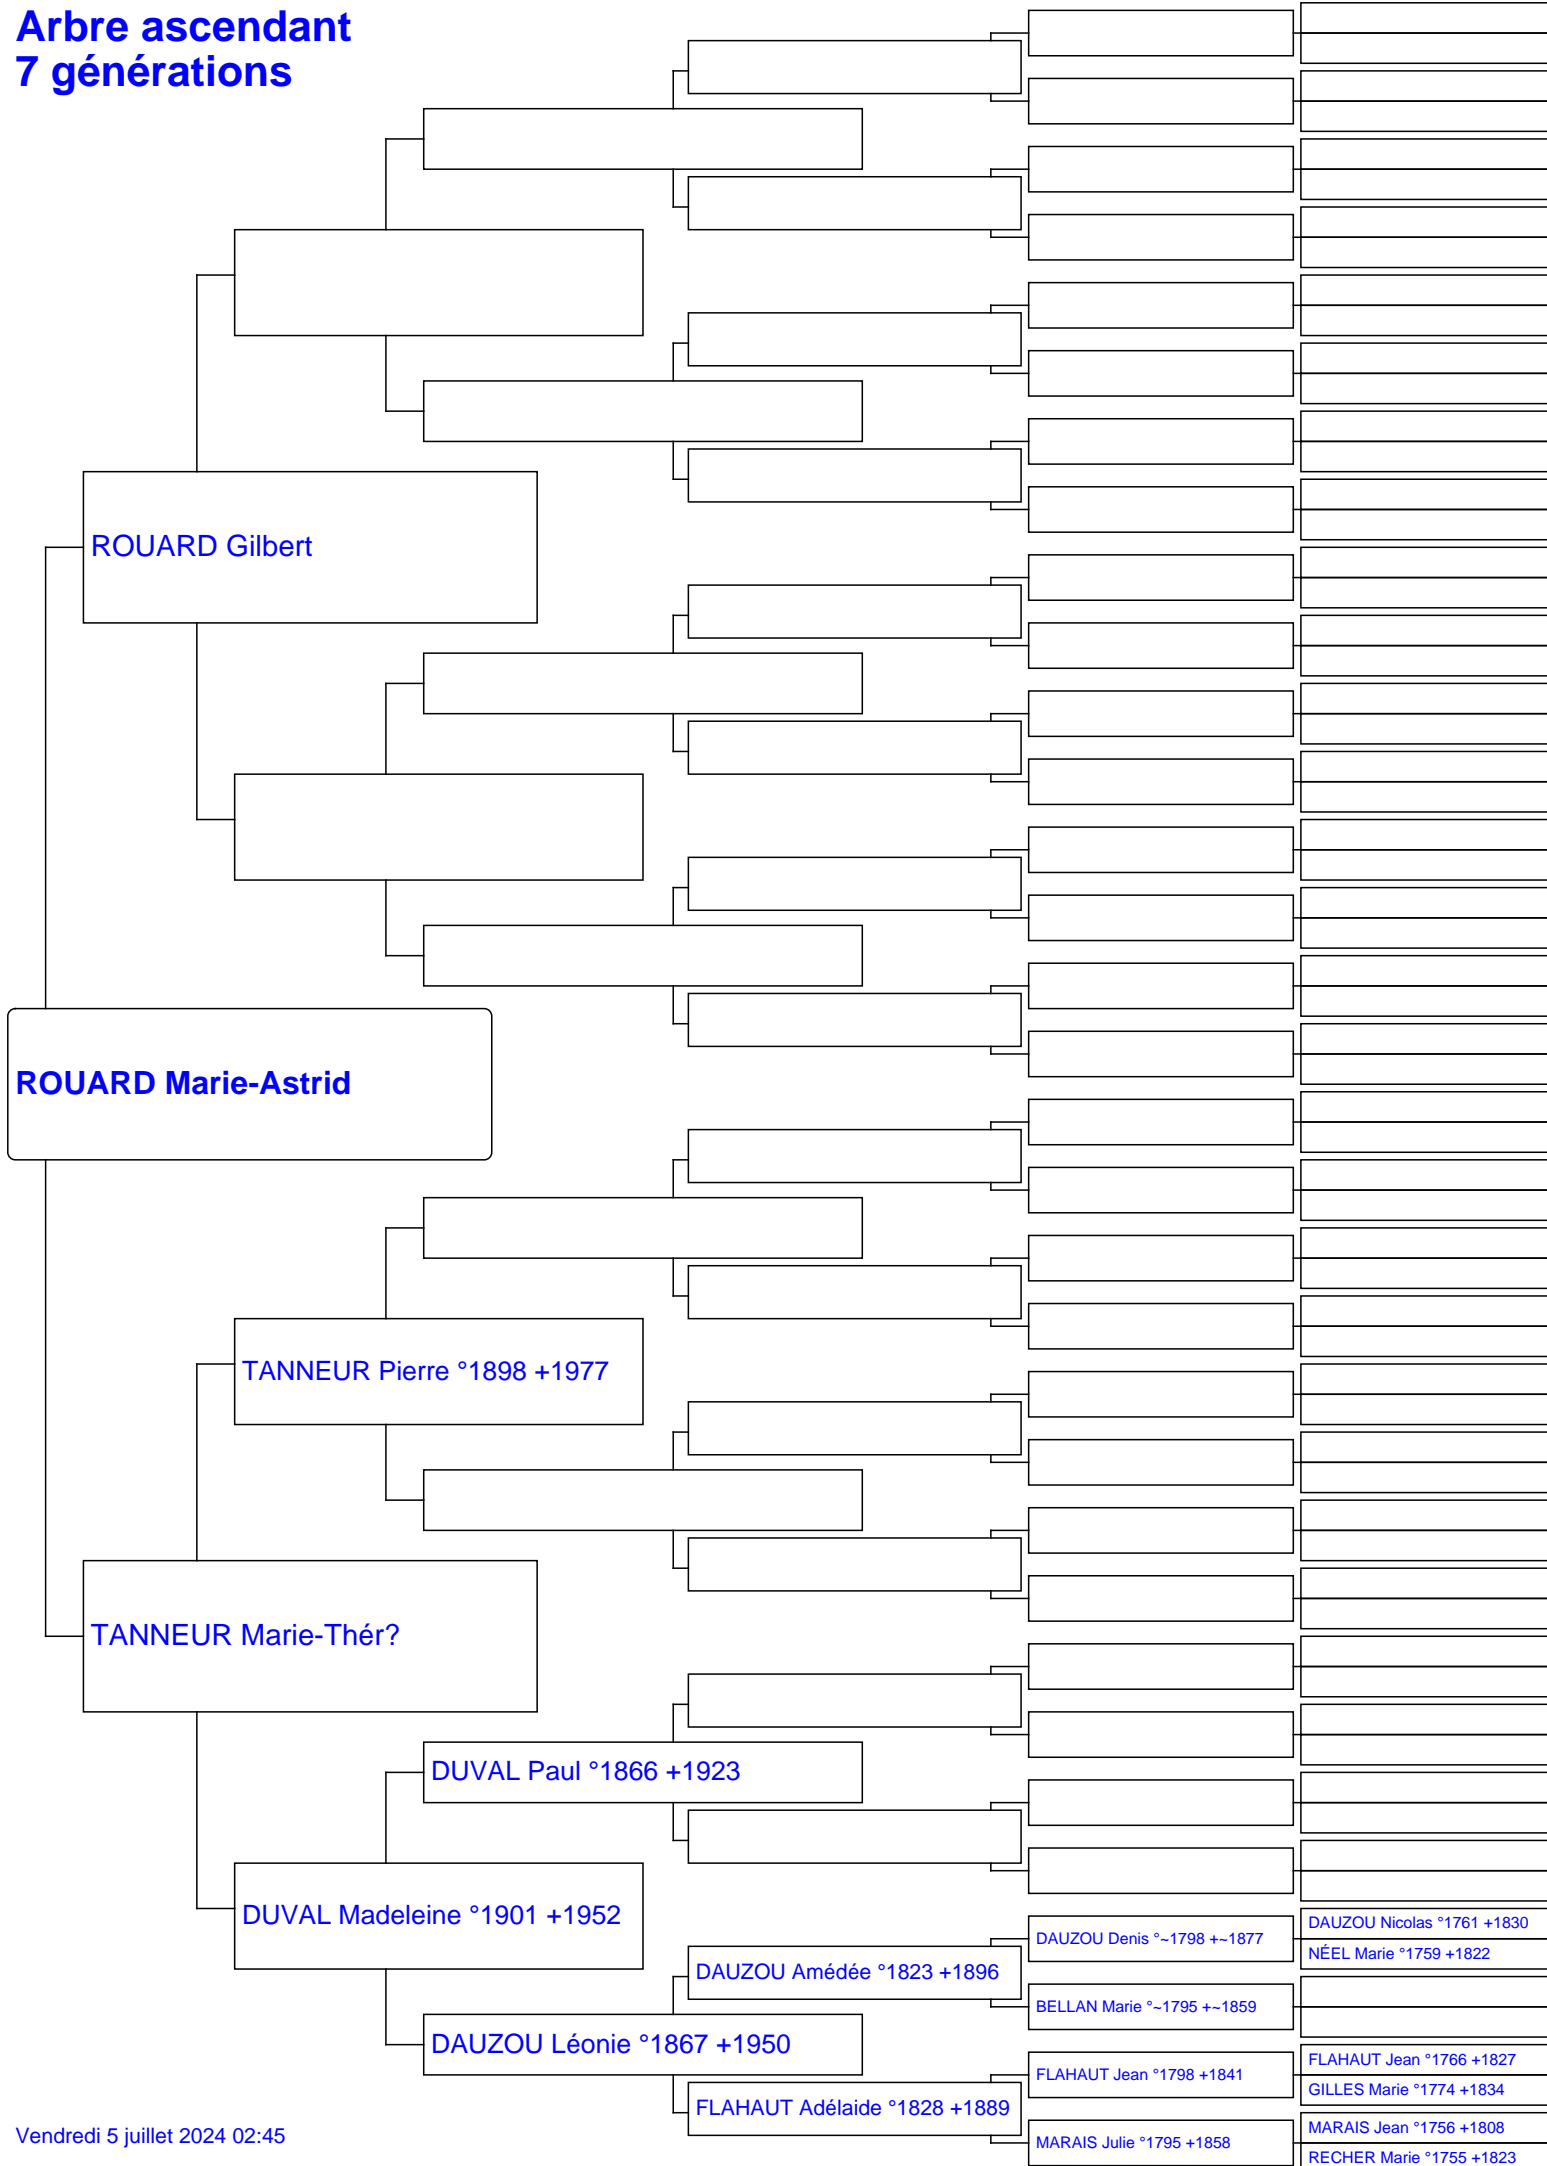 Arbre ascendant
7 générations
ROUARD Gilbert
ROUARD Marie-Astrid
TANNEUR Pierre °1898 +1977
TANNEUR Marie-Thér?
DUVAL Paul °1866 +1923
DUVAL Madeleine °1901 +1952
DAUZOU Nicolas °1761 +1830
DAUZOU Denis °~1798 +~1877
NÉEL Marie °1759 +1822
DAUZOU Amédée °1823 +1896
BELLAN Marie °~1795 +~1859
DAUZOU Léonie °1867 +1950
FLAHAUT Jean °1766 +1827
FLAHAUT Jean °1798 +1841
GILLES Marie °1774 +1834
FLAHAUT Adélaide °1828 +1889
MARAIS Jean °1756 +1808
MARAIS Julie °1795 +1858
RECHER Marie °1755 +1823
Vendredi 5 juillet 2024 02:45